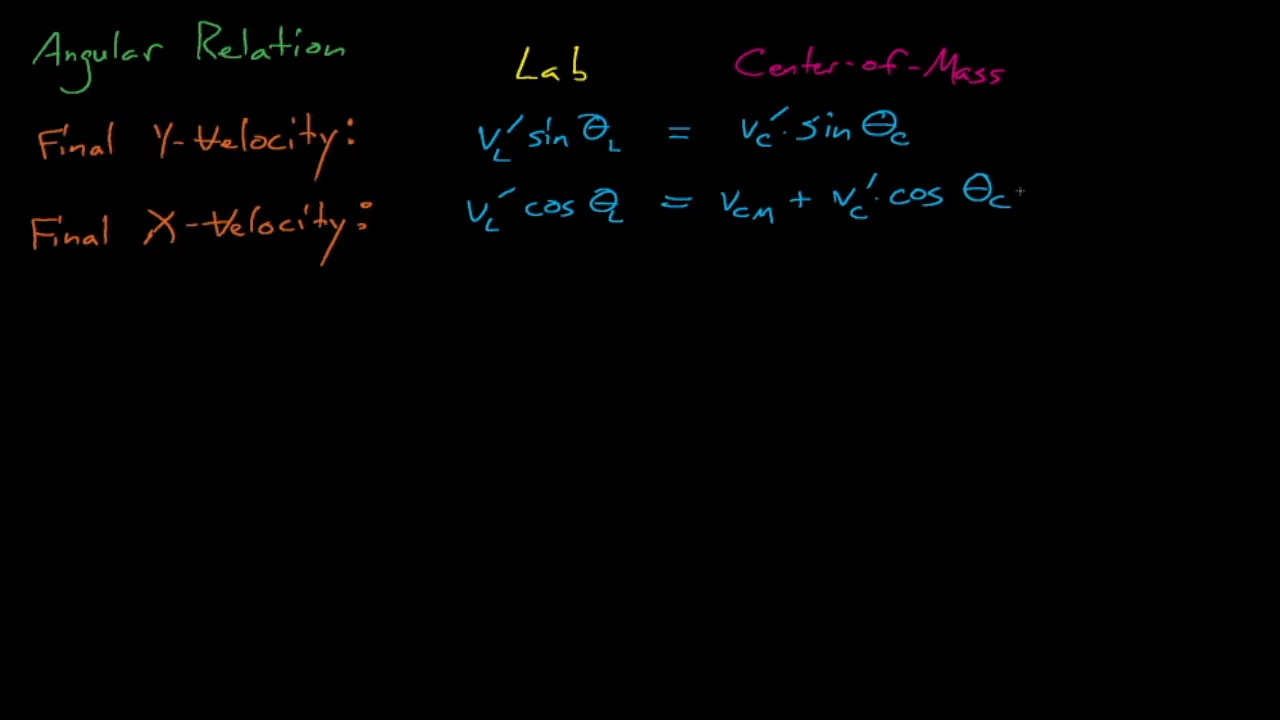 Angular Relation
Lab Center-of-Mass
Final Y-Velocity: v_L′ sin θ_L = v_C′ · sin θ_C
Final X-Velocity: v_L′ cos θ_L = v_CM + v_C′ · cos θ_C